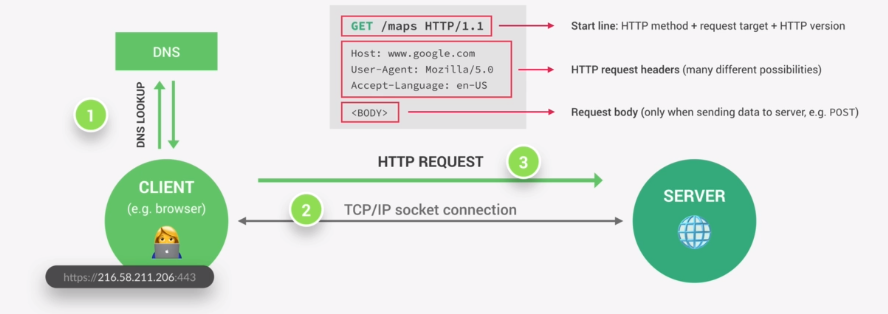 GET /maps HTTP/1.1
Start line: HTTP method + request target + HTTP version
Host: www.google.com
User-Agent: Mozilla/5.0
Accept-Language: en-US
HTTP request headers (many different possibilities)
<BODY>
Request body (only when sending data to server, e.g. POST)
DNS
DNS LOOKUP
1
HTTP REQUEST
3
CLIENT
(e.g. browser)
2
TCP/IP socket connection
SERVER
https://216.58.211.206:443